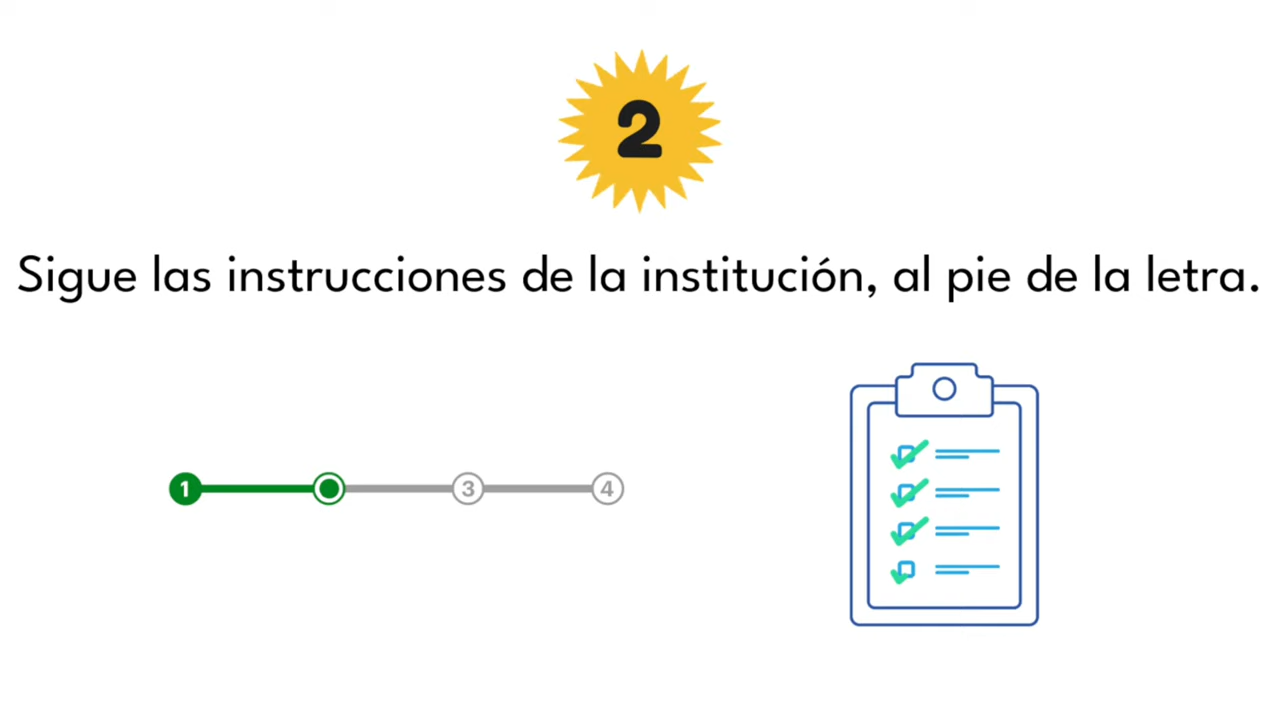 2
Sigue las instrucciones de la institución, al pie de la letra.
1 3 4